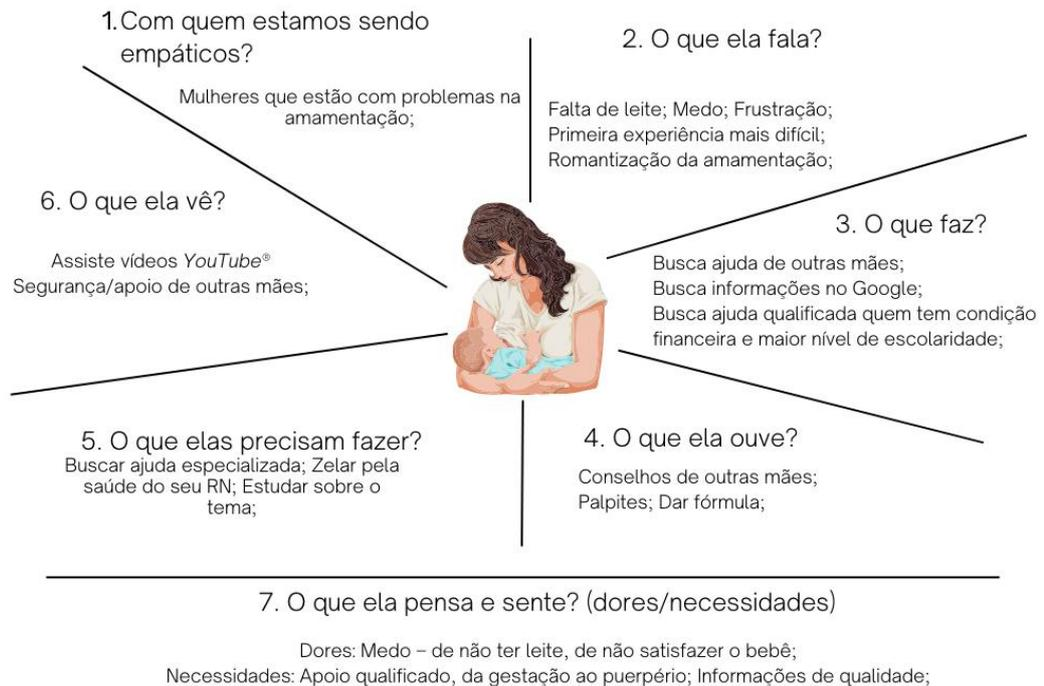 1. Com quem estamos sendo
empáticos?
Mulheres que estão com problemas na
amamentação;
2. O que ela fala?
Falta de leite; Medo; Frustração;
Primeira experiência mais difícil;
Romantização da amamentação;
3. O que faz?
Busca ajuda de outras mães;
Busca informações no Google;
Busca ajuda qualificada quem tem condição
financeira e maior nível de escolaridade;
4. O que ela ouve?
Conselhos de outras mães;
Palpites; Dar fórmula;
5. O que elas precisam fazer?
Buscar ajuda especializada; Zelar pela
saúde do seu RN; Estudar sobre o
tema;
6. O que ela vê?
Assiste vídeos YouTube®
Segurança/apoio de outras mães;
7. O que ela pensa e sente? (dores/necessidades)
Dores: Medo – de não ter leite, de não satisfazer o bebê;
Necessidades: Apoio qualificado, da gestação ao puerpério; Informações de qualidade;